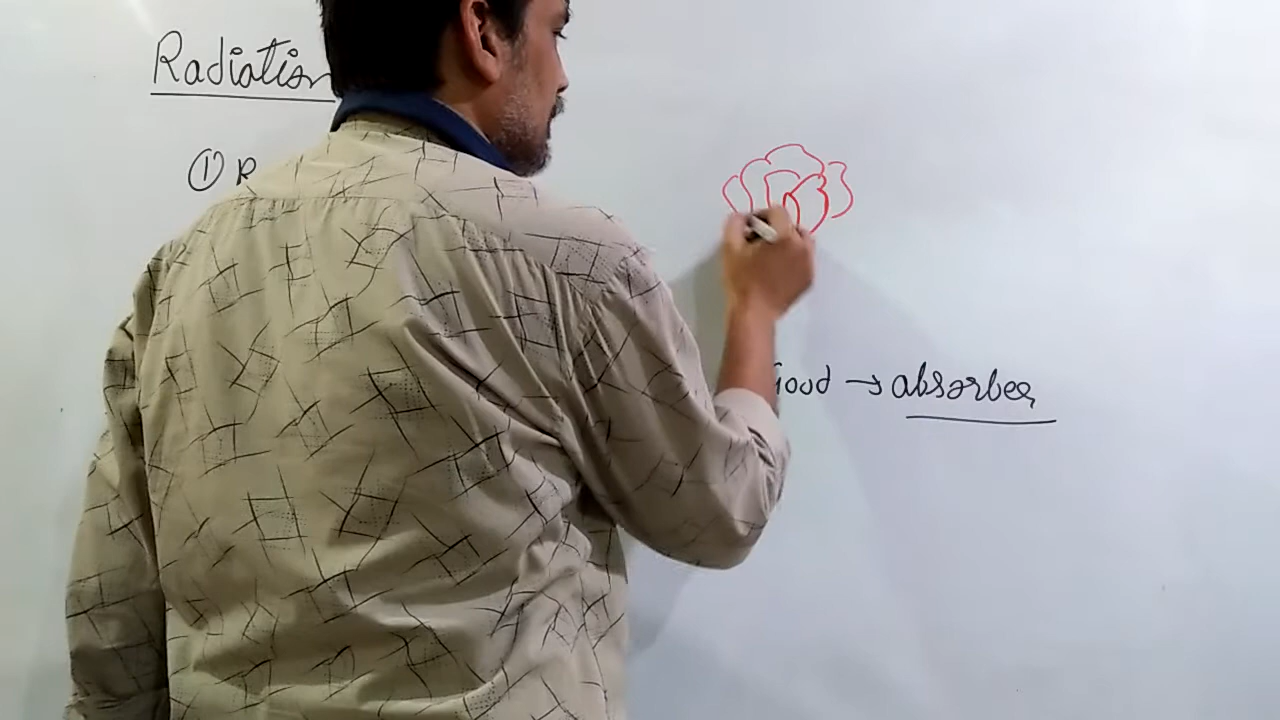 Radiation
① R
Good → absorber